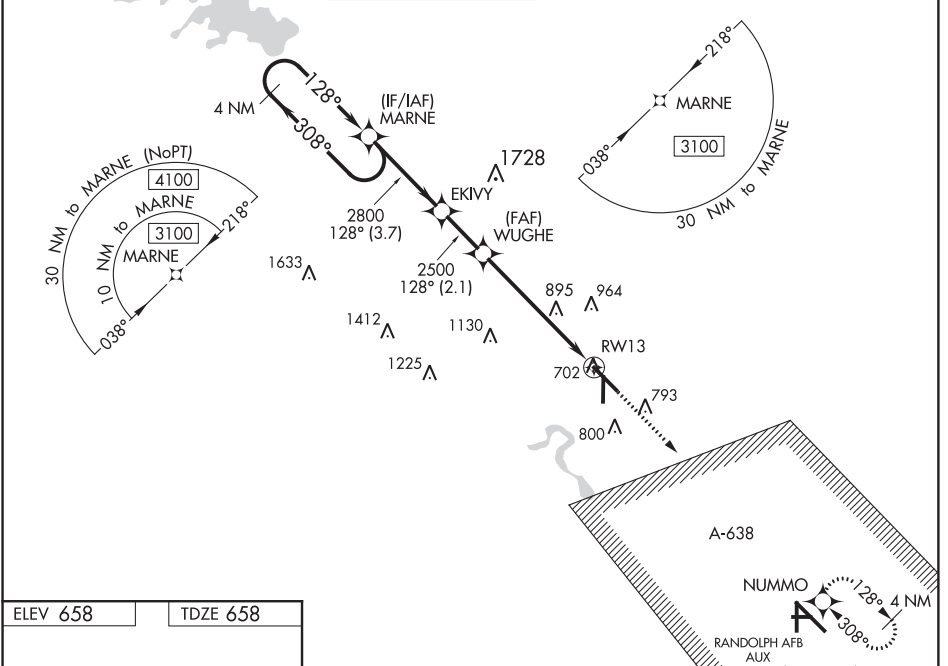 128°
308°
4 NM
(IF/IAF)
MARNE
1728
EKIVY
2800
128° (3.7)
(FAF)
WUGHE
2500
128° (2.1)
218°
MARNE
3100
038°
30 NM to MARNE
30 NM to MARNE (NoPT)
4100
10 NM to MARNE
3100
218°
MARNE
038°
1633
1412
1225
1130
895
964
RW13
702
793
800
A-638
NUMMO
128°
4 NM
308°
RANDOLPH AFB
AUX
ELEV 658
TDZE 658